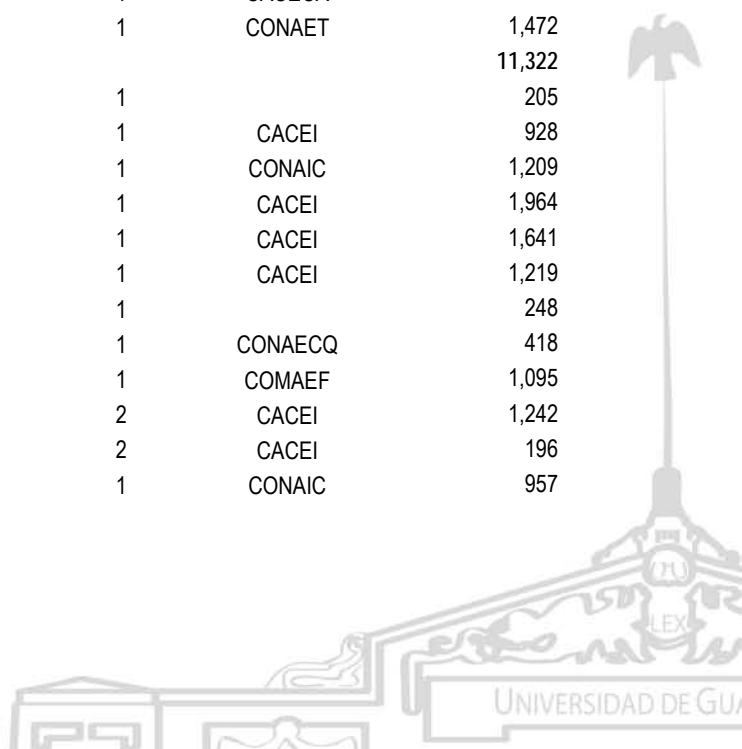 1 CONAET 1,472
11,322
1 205
1 CACEI 928
1 CONAIC 1,209
1 CACEI 1,964
1 CACEI 1,641
1 CACEI 1,219
1 248
1 CONAECQ 418
1 COMAEF 1,095
2 CACEI 1,242
2 CACEI 196
1 CONAIC 957
LEX
UNIVERSIDAD DE GUA